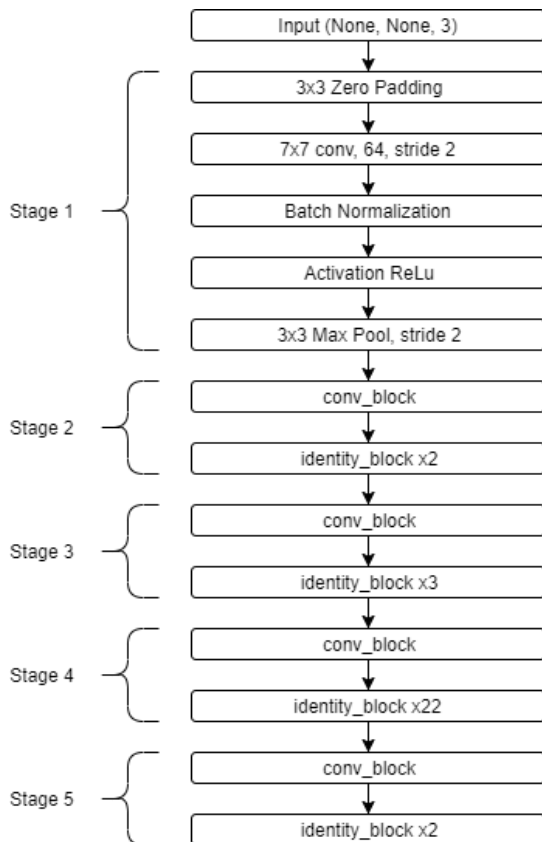 Input (None, None, 3)
3x3 Zero Padding
7x7 conv, 64, stride 2
Stage 1
Batch Normalization
Activation ReLu
3x3 Max Pool, stride 2
conv_block
Stage 2
identity_block x2
conv_block
Stage 3
identity_block x3
conv_block
Stage 4
identity_block x22
conv_block
Stage 5
identity_block x2